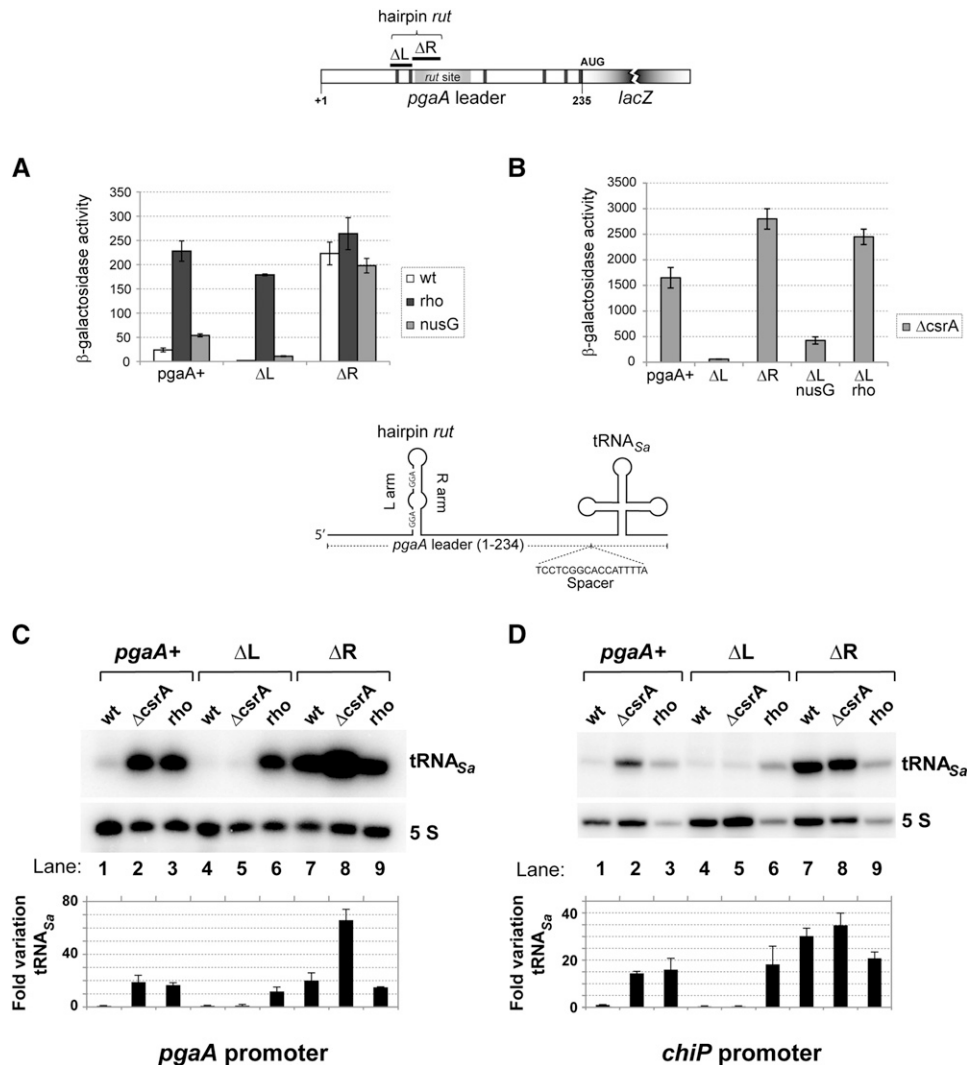 hairpin rut
ΔL ΔR
AUG
rut site
+1 pgaA leader 235 lacZ
A
β-galactosidase activity
350
300
250
200
150
100
50
0
pgaA+ ΔL ΔR
wt
rho
nusG
B
β-galactosidase activity
3500
3000
2500
2000
1500
1000
500
0
pgaA+ ΔL ΔR ΔL nusG ΔL rho
ΔcsrA
hairpin rut
tRNASa
L arm
GGA
GGA
R arm
5'
pgaA leader (1-234)
TCCTCGGCACCATTTTA
Spacer
C
pgaA+ ΔL ΔR
wt ΔcsrA rho wt ΔcsrA rho wt ΔcsrA rho
tRNASa
5 S
Lane: 1 2 3 4 5 6 7 8 9
Fold variation
tRNASa
80
40
20
0
pgaA promoter
D
pgaA+ ΔL ΔR
wt ΔcsrA rho wt ΔcsrA rho wt ΔcsrA rho
tRNASa
5 S
Lane: 1 2 3 4 5 6 7 8 9
Fold variation
tRNASa
40
20
0
chiP promoter